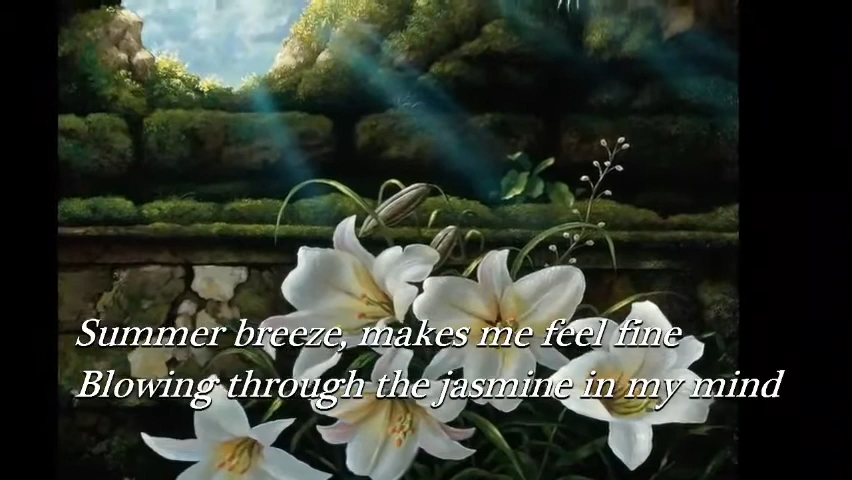 Summer breeze, makes me feel fine
Blowing through the jasmine in my mind